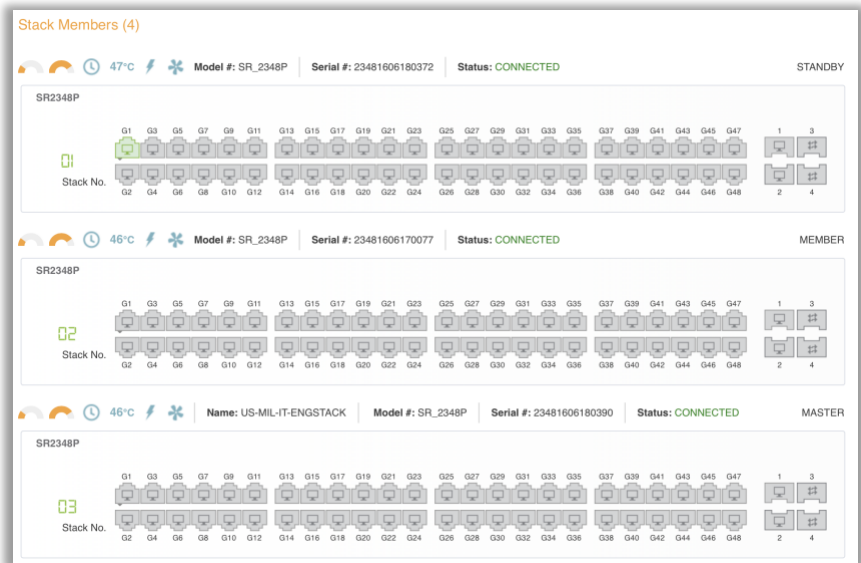 Stack Members (4)
47°C Model #: SR_2348P Serial #: 23481606180372 Status: CONNECTED STANDBY
SR2348P
G1 G3 G5 G7 G9 G11 G13 G15 G17 G19 G21 G23 G25 G27 G29 G31 G33 G35 G37 G39 G41 G43 G45 G47 1 3
01
Stack No.
G2 G4 G6 G8 G10 G12 G14 G16 G18 G20 G22 G24 G26 G28 G30 G32 G34 G36 G38 G40 G42 G44 G46 G48 2 4
46°C Model #: SR_2348P Serial #: 23481606170077 Status: CONNECTED MEMBER
SR2348P
G1 G3 G5 G7 G9 G11 G13 G15 G17 G19 G21 G23 G25 G27 G29 G31 G33 G35 G37 G39 G41 G43 G45 G47 1 3
02
Stack No.
G2 G4 G6 G8 G10 G12 G14 G16 G18 G20 G22 G24 G26 G28 G30 G32 G34 G36 G38 G40 G42 G44 G46 G48 2 4
46°C Name: US-MIL-IT-ENGSTACK Model #: SR_2348P Serial #: 23481606180390 Status: CONNECTED MASTER
SR2348P
G1 G3 G5 G7 G9 G11 G13 G15 G17 G19 G21 G23 G25 G27 G29 G31 G33 G35 G37 G39 G41 G43 G45 G47 1 3
03
Stack No.
G2 G4 G6 G8 G10 G12 G14 G16 G18 G20 G22 G24 G26 G28 G30 G32 G34 G36 G38 G40 G42 G44 G46 G48 2 4